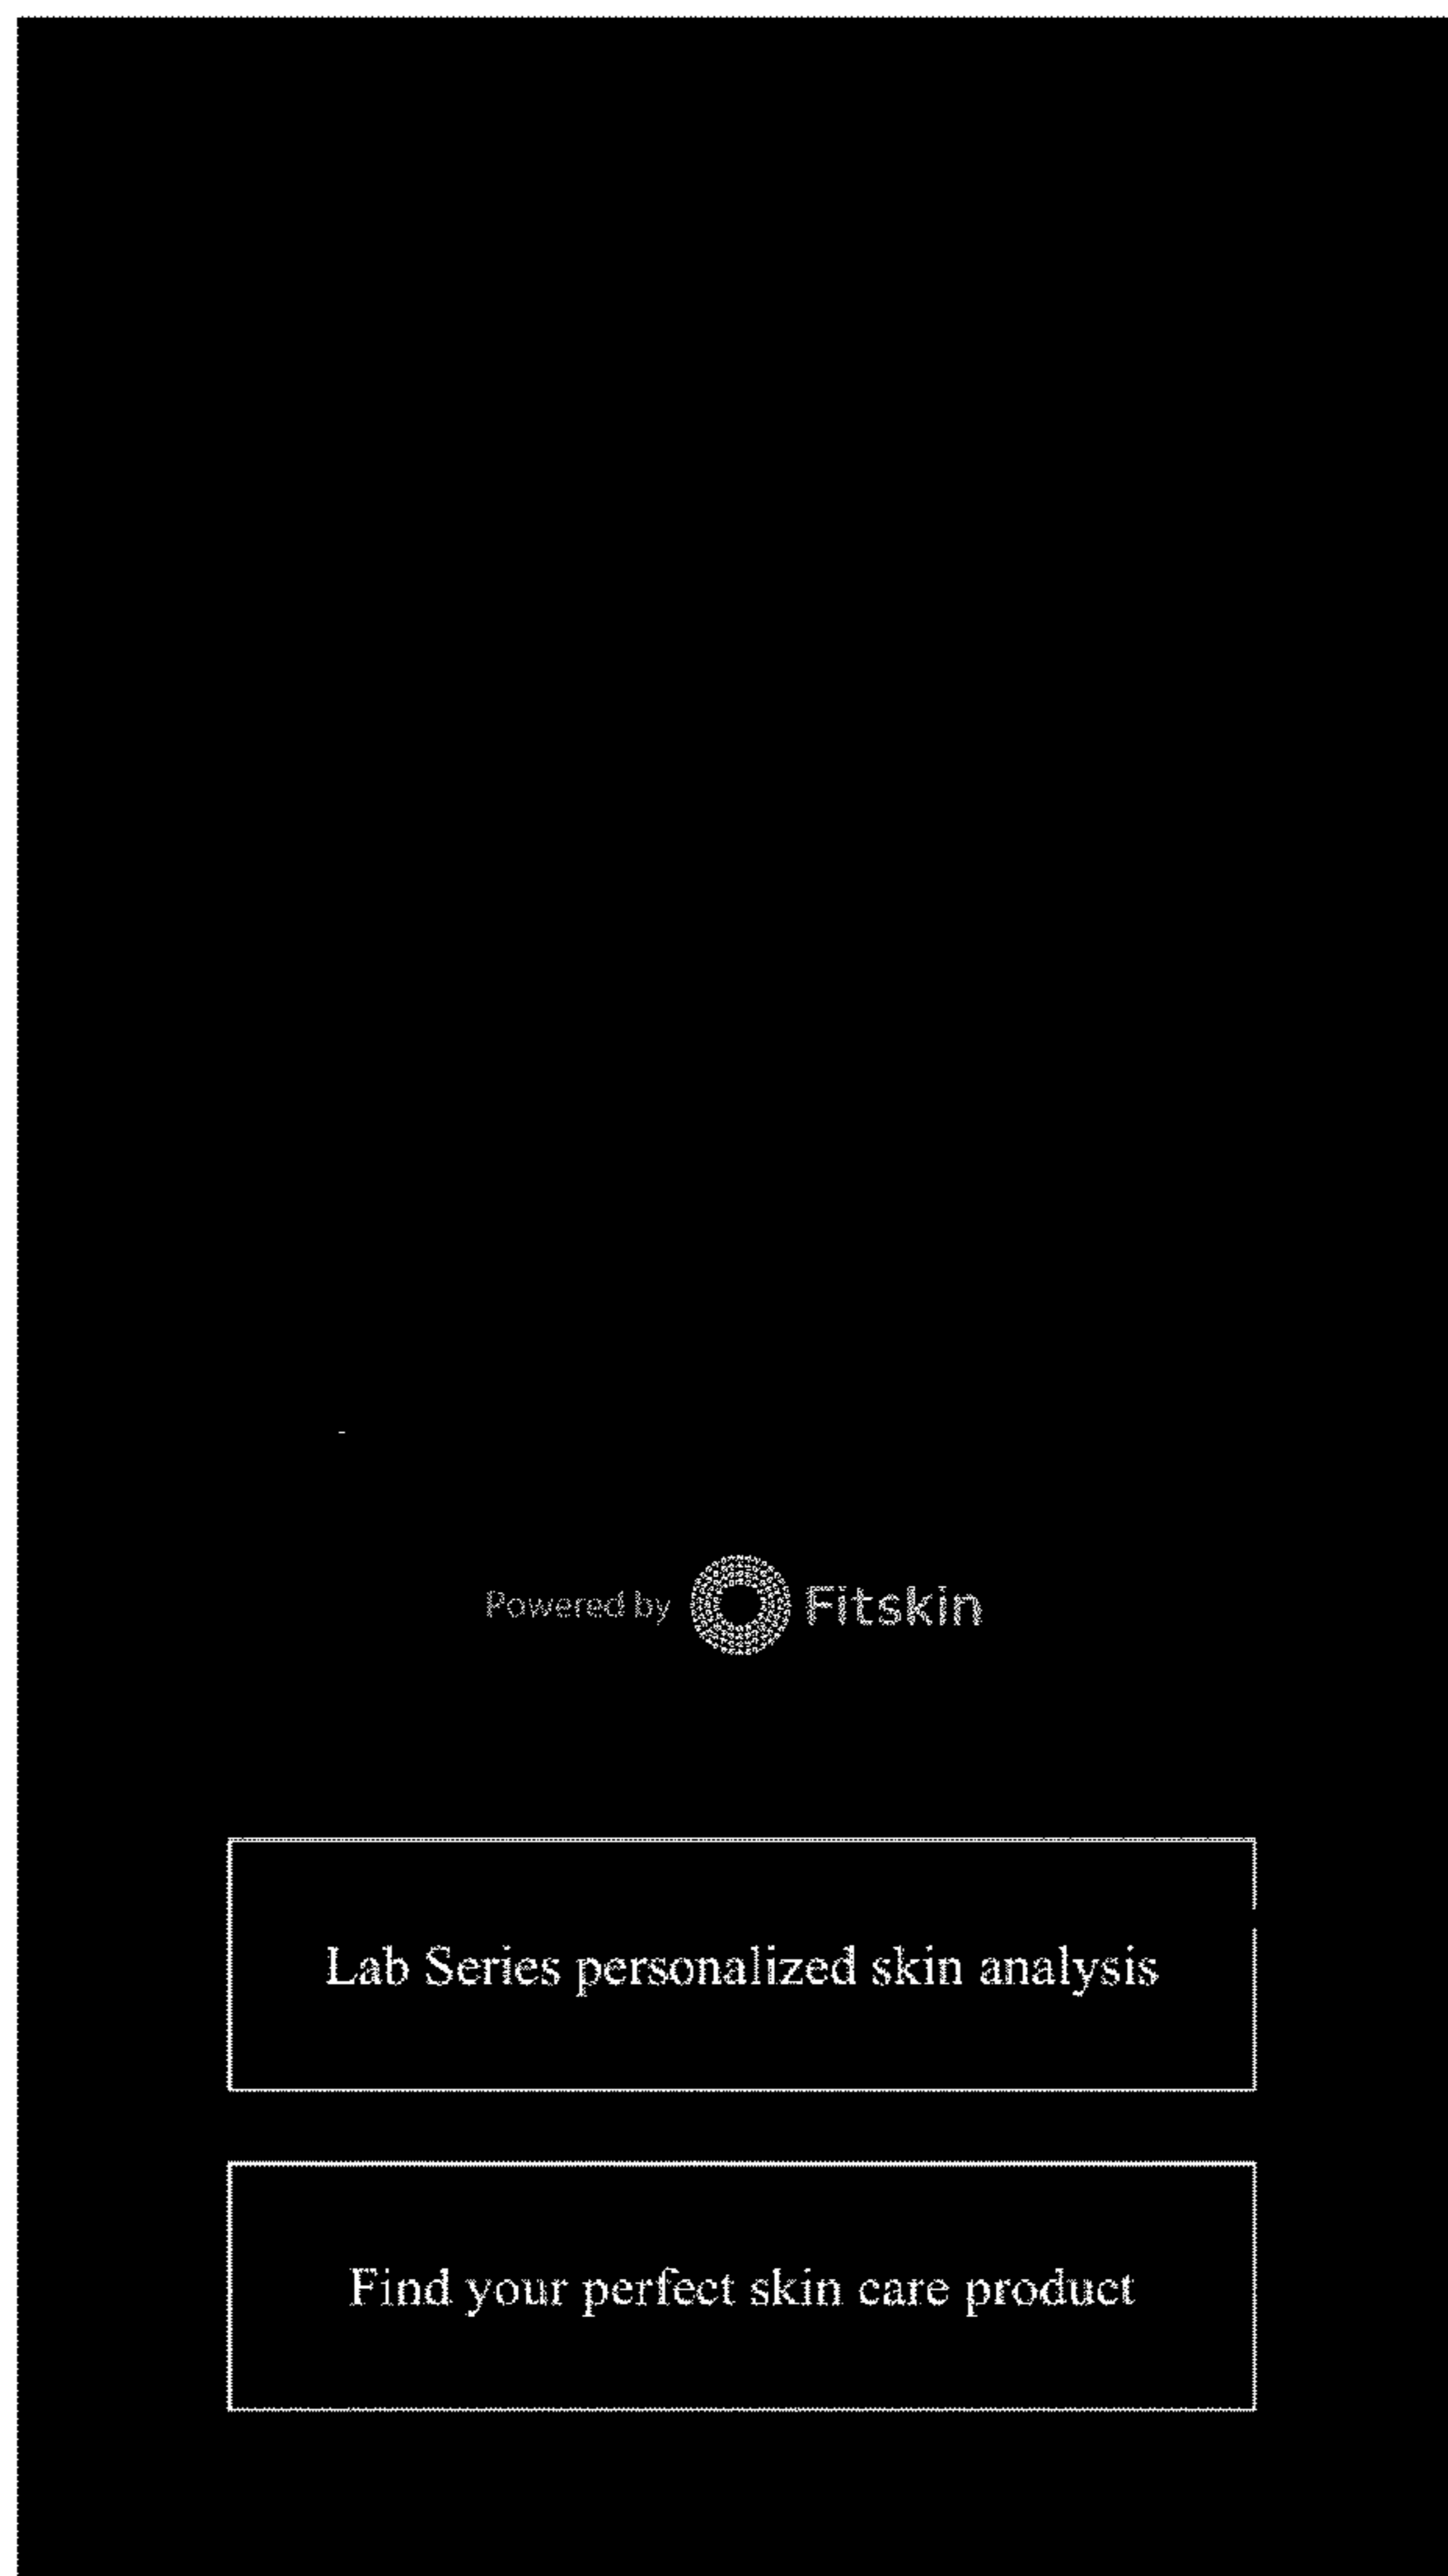 Powered by Fitskin
Lab Series personalized skin analysis
Find your perfect skin care product